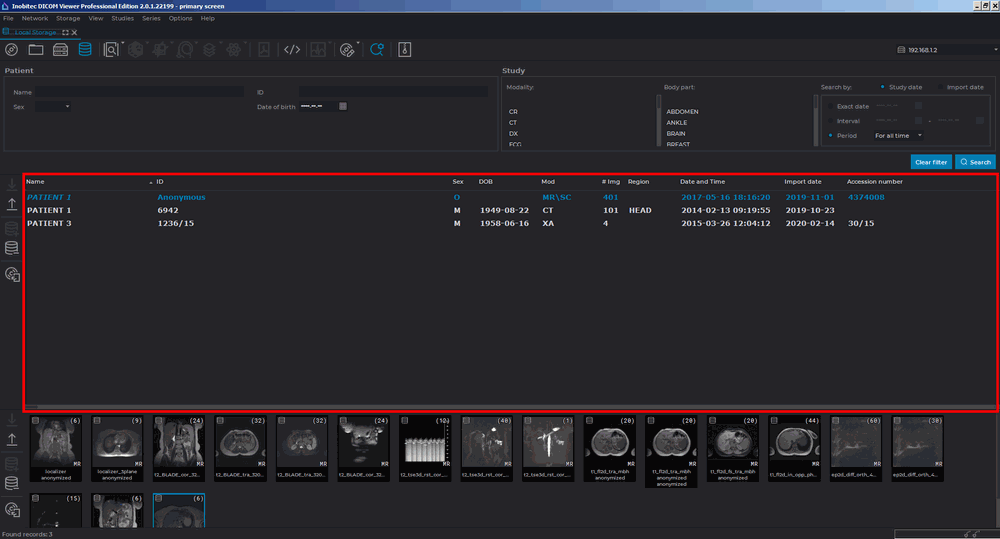 Inobitec DICOM Viewer Professional Edition 2.0.1.22199 - primary screen
File Network Storage View Studies Series Options Help
Local Storage...
192.168.1.2
Patient
Name ID
Sex Date of birth
Study
Modality: Body part: Search by: Study date Import date
CR ABDOMEN Exact date
CT ANKLE Interval -
DX BRAIN Period For all time
ECG BREAST
Clear filter Search
Name ID Sex DOB Mod # Img Region Date and Time Import date Accession number
PATIENT 1 Anonymous O MR\SC 401 2017-05-16 18:16:20 2019-11-01 4374008
PATIENT 1 6942 M 1949-08-22 CT 101 HEAD 2014-02-13 09:19:55 2019-10-23
PATIENT 3 1236/15 M 1958-06-16 XA 4 2015-03-26 12:04:12 2020-02-14 30/15
(6) (9) (24) (32) (32) (24) (12) (40) (1) (20) (20) (20) (44) (60) (30)
MR MR MR MR MR MR MR MR MR MR MR MR MR MR MR
localizer localizer_3plane t2_BLADE_cor_32... t2_BLADE_tra_320... t2_BLADE_tra_32... t2_BLADE_cor_32... t2_tse3d_rst_cor_... t2_tse3d_rst_cor_... t2_tse3d_rst_cor_... t1_fl2d_tra_mbh t1_fl2d_tra_mbh t1_fl2d_fs_tra_mbh t1_fl2d_in_opp_ph... ep2d_diff_orth_4... ep2d_diff_orth_4...
anonymized anonymized anonymized anonymized anonymized
anonymized
(15) (6) (6)
Found records: 3